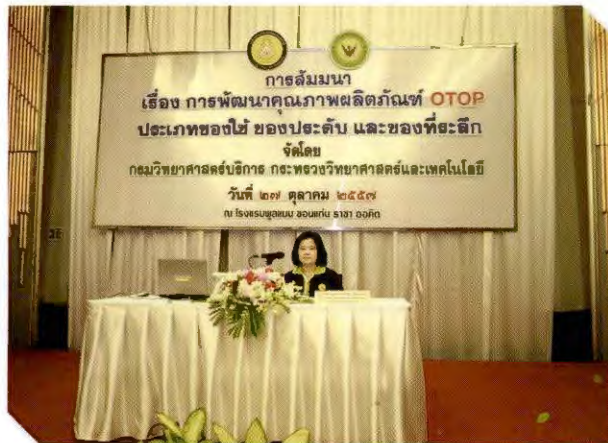 การสัมมนา
เรื่อง การพัฒนาคุณภาพผลิตภัณฑ์ OTOP
ประเภทของใช้ ของประดับ และของที่ระลึก
จัดโดย
กรมวิทยาศาสตร์บริการ กระทรวงวิทยาศาสตร์และเทคโนโลยี
วันที่ ๒๗ ตุลาคม ๒๕๕๗
ณ โรงแรมพูลแมน ขอนแก่น ราชา ออคิด